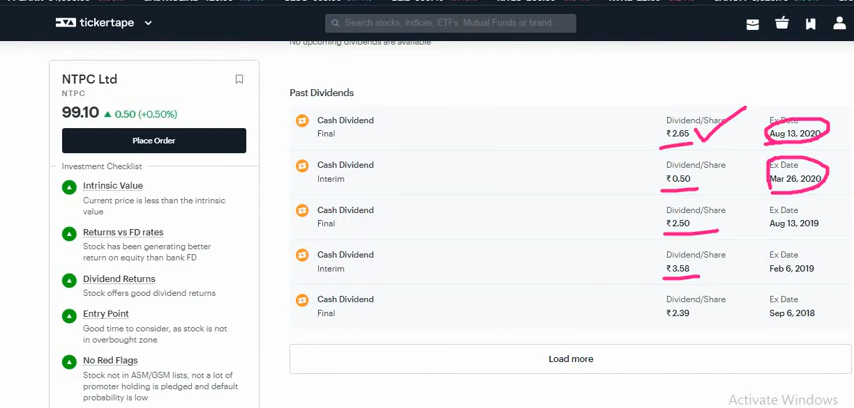 tickertape
Search stocks, indices, ETFs, Mutual Funds or brand
No upcoming dividends are available
NTPC Ltd
NTPC
99.10 ▲ 0.50 (+0.50%)
Place Order
Investment Checklist
Intrinsic Value
Current price is less than the intrinsic
value
Returns vs FD rates
Stock has been generating better
return on equity than bank FD
Dividend Returns
Stock offers good dividend returns
Entry Point
Good time to consider, as stock is not
in overbought zone
No Red Flags
Stock not in ASM/GSM lists, not a lot of
promoter holding is pledged and default
probability is low
Past Dividends
Cash Dividend Dividend/Share Ex Date
Final ₹2.65 Aug 13, 2020
Cash Dividend Dividend/Share Ex Date
Interim ₹0.50 Mar 26, 2020
Cash Dividend Dividend/Share Ex Date
Final ₹2.50 Aug 13, 2019
Cash Dividend Dividend/Share Ex Date
Interim ₹3.58 Feb 6, 2019
Cash Dividend Dividend/Share Ex Date
Final ₹2.39 Sep 6, 2018
Load more
Activate Windows